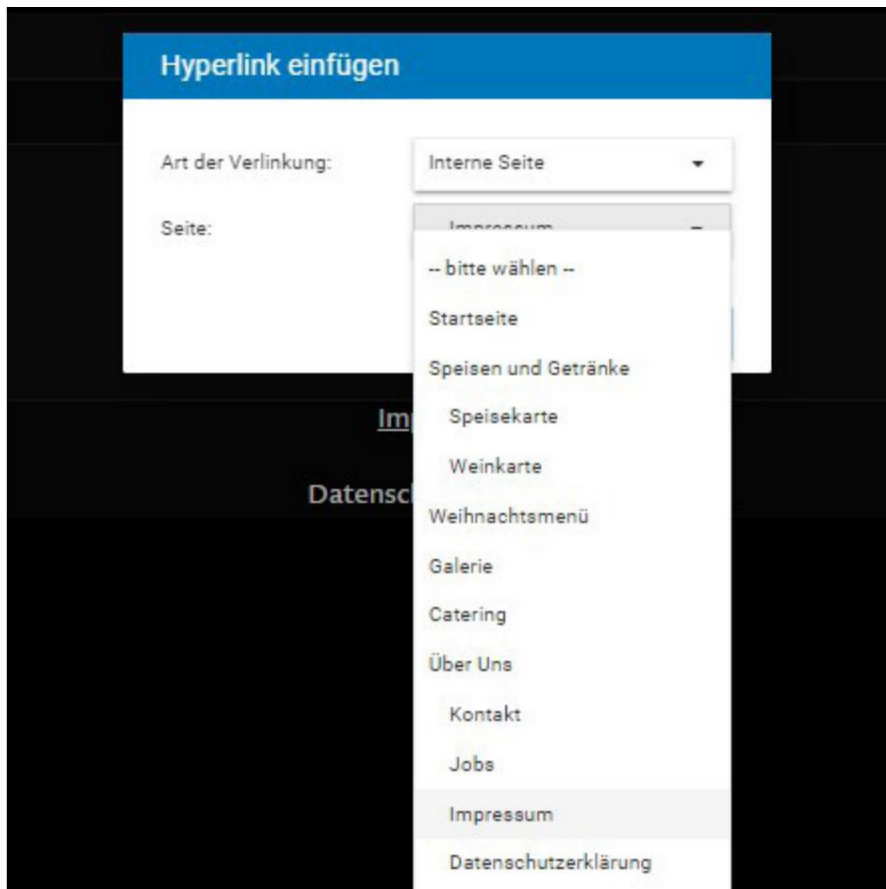 Hyperlink einfügen
Art der Verlinkung: Interne Seite
Seite: Impressum
-- bitte wählen --
Startseite
Speisen und Getränke
Speisekarte
Weinkarte
Weihnachtsmenü
Galerie
Catering
Über Uns
Kontakt
Jobs
Impressum
Datenschutzerklärung